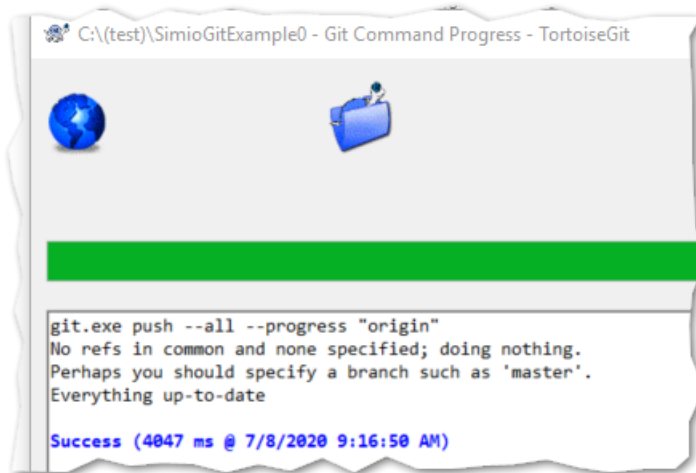 C:\(test)\SimioGitExample0 - Git Command Progress - TortoiseGit
git.exe push --all --progress "origin"
No refs in common and none specified; doing nothing.
Perhaps you should specify a branch such as 'master'.
Everything up-to-date
Success (4047 ms @ 7/8/2020 9:16:50 AM)